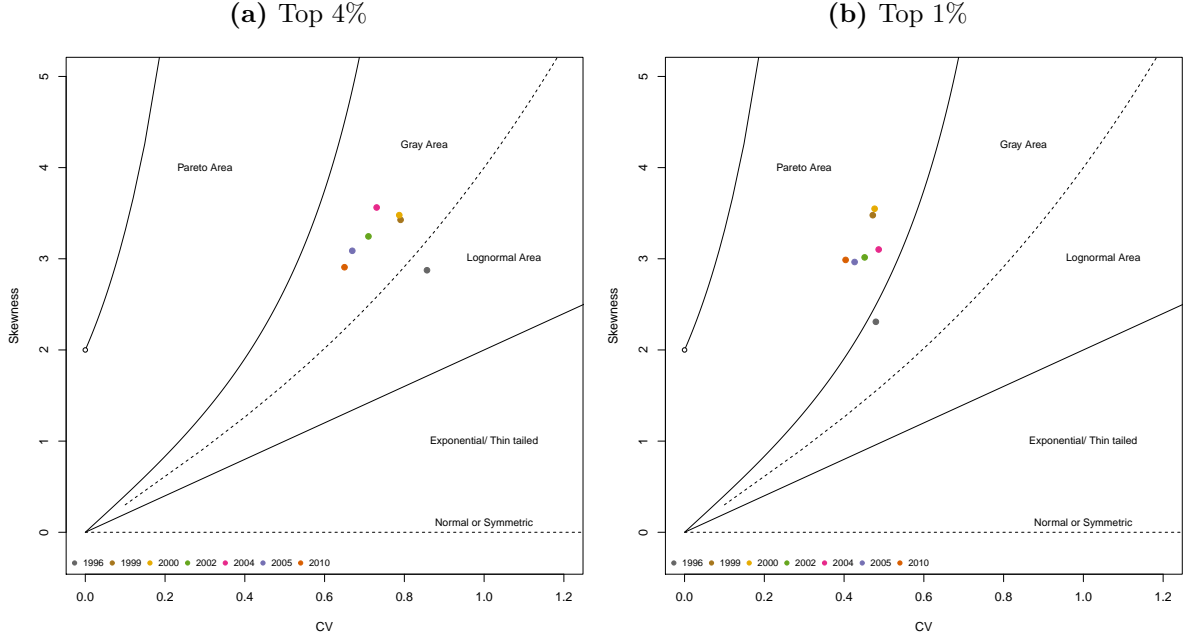 (a) Top 4%
5
4
3
2
1
0
Skewness
Pareto Area
Gray Area
Lognormal Area
Exponential/ Thin tailed
Normal or Symmetric
1996 1999 2000 2002 2004 2005 2010
0.0 0.2 0.4 0.6 0.8 1.0 1.2
CV
(b) Top 1%
5
4
3
2
1
0
Skewness
Gray Area
Pareto Area
Lognormal Area
Exponential/ Thin tailed
Normal or Symmetric
1996 1999 2000 2002 2004 2005 2010
0.0 0.2 0.4 0.6 0.8 1.0 1.2
CV